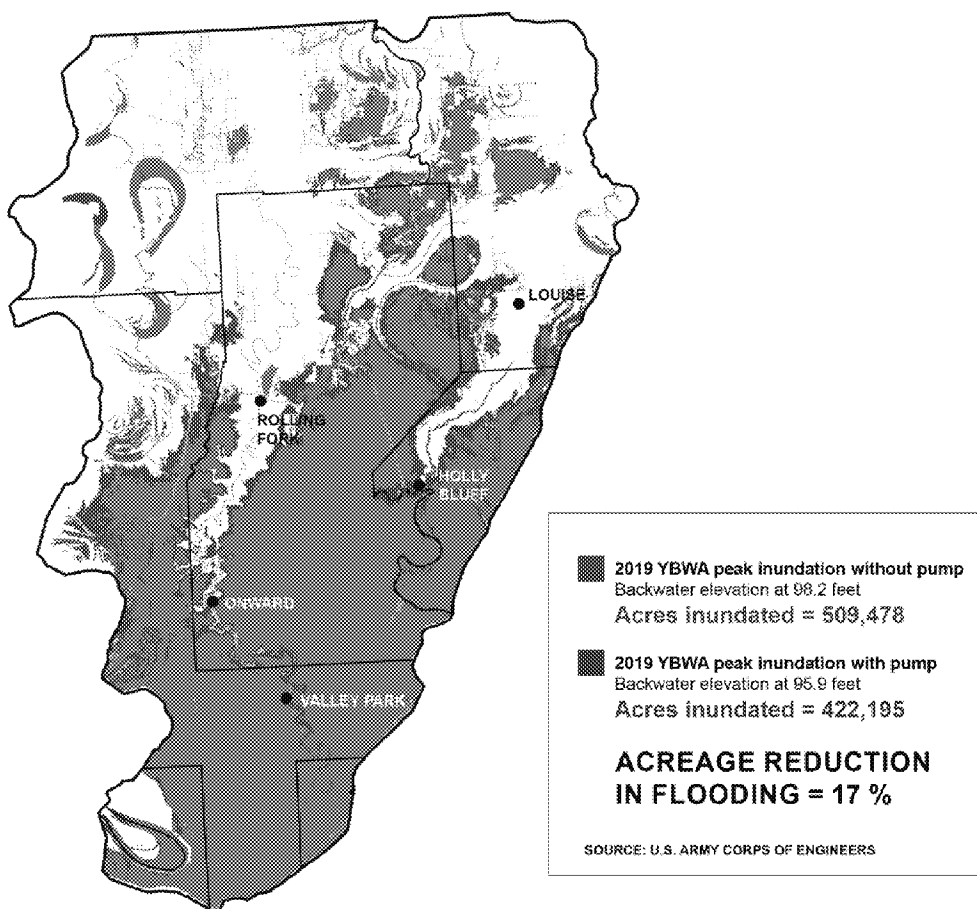 LOUISE
ROLLING
FORK
HOLLY
BLUFF
ONWARD
VALLEY PARK
2019 YBWA peak inundation without pump
Backwater elevation at 98.2 feet
Acres inundated = 509,478
2019 YBWA peak inundation with pump
Backwater elevation at 95.9 feet
Acres inundated = 422,195
ACREAGE REDUCTION
IN FLOODING = 17 %
SOURCE: U.S. ARMY CORPS OF ENGINEERS